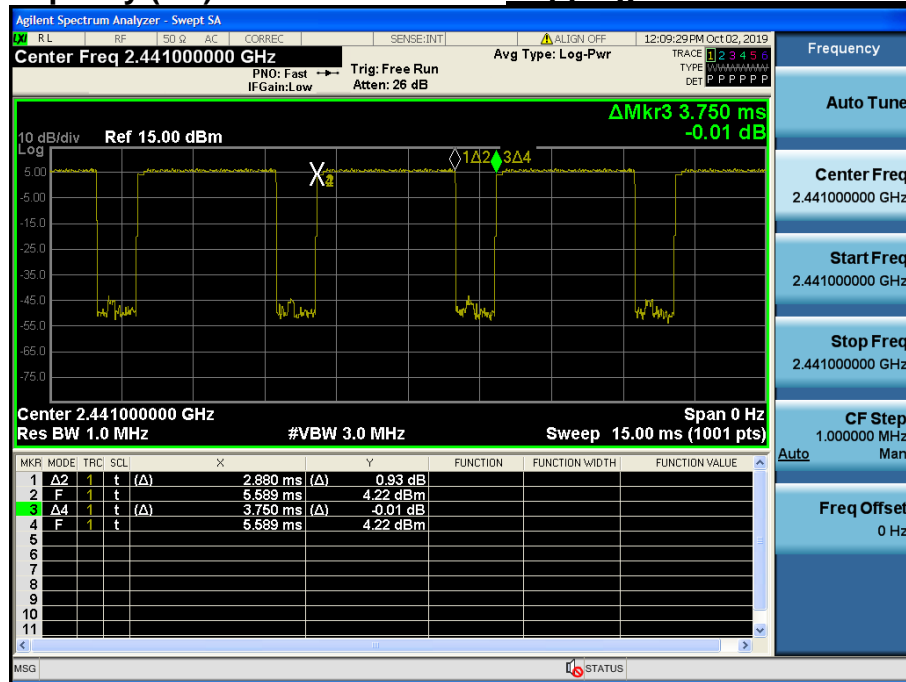 Agilent Spectrum Analyzer - Swept SA
LXI RL RF 50 Ω AC CORREC SENSE:INT ALIGN OFF 12:09:29 PM Oct 02, 2019
Center Freq 2.441000000 GHz
PNO: Fast
IFGain:Low
Trig: Free Run
Atten: 26 dB
Avg Type: Log-Pwr
TRACE 1 2 3 4 5 6
TYPE WWWWWW
DET P P P P P P
ΔMkr3 3.750 ms
-0.01 dB
10 dB/div Ref 15.00 dBm
Log
1Δ2 3Δ4
5.00
-5.00
-15.0
-25.0
-35.0
-45.0
-55.0
-65.0
-75.0
Center 2.441000000 GHz Span 0 Hz
Res BW 1.0 MHz #VBW 3.0 MHz Sweep 15.00 ms (1001 pts)
MKR MODE TRC SCL X Y FUNCTION FUNCTION WIDTH FUNCTION VALUE
1 Δ2 1 t (Δ) 2.880 ms (Δ) 0.93 dB
2 F 1 t 5.589 ms 4.22 dBm
3 Δ4 1 t (Δ) 3.750 ms (Δ) -0.01 dB
4 F 1 t 5.589 ms 4.22 dBm
5
6
7
8
9
10
11
MSG STATUS
Frequency
Auto Tune
Center Freq
2.441000000 GHz
Start Freq
2.441000000 GHz
Stop Freq
2.441000000 GHz
CF Step
1.000000 MHz
Auto Man
Freq Offset
0 Hz